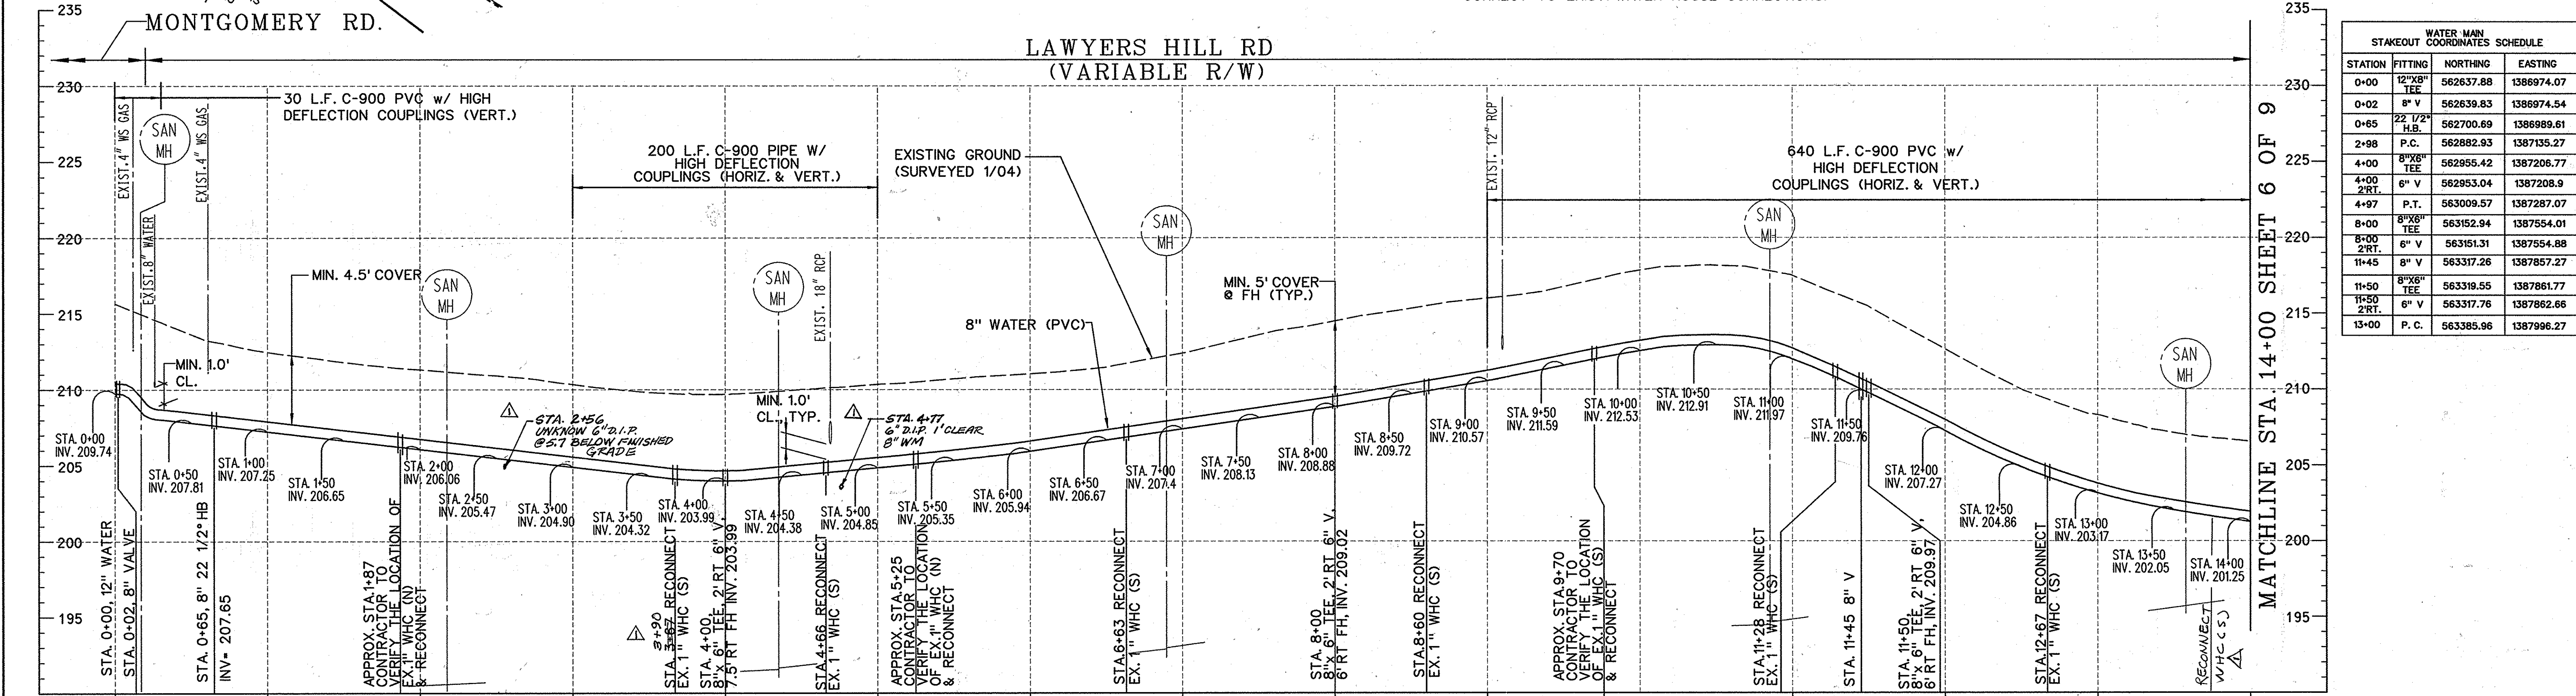 235
MONTGOMERY RD.
LAWYERS HILL RD
(VARIABLE R/W)
235
230
230
30 L.F. C-900 PVC w/ HIGH
DEFLECTION COUPLINGS (VERT.)
EXIST.4" WS GAS
SAN
MH
EXIST.4" WS GAS
EXIST.8" WATER
225
225
200 L.F. C-900 PIPE W/
HIGH DEFLECTION
COUPLINGS (HORIZ. & VERT.)
EXISTING GROUND
(SURVEYED 1/04)
EXIST. 12" RCP
640 L.F. C-900 PVC w/
HIGH DEFLECTION
COUPLINGS (HORIZ. & VERT.)
220
220
MIN. 4.5' COVER
SAN
MH
SAN
MH
EXIST. 18" RCP
SAN
MH
MIN. 5' COVER
@ FH (TYP.)
SAN
MH
215
215
8" WATER (PVC)
MIN. 1.0'
CL.
MIN. 1.0'
CL., TYP.
SAN
MH
210
210
1
STA. 2+56
UNKNOW 6" D.I.P.
@5.7 BELOW FINISHED
GRADE
1
STA. 4+77
6" D.I.P. 1' CLEAR
8" WM
205
205
200
200
195
195
STA. 0+00
INV. 209.74
STA. 0+50
INV. 207.81
STA. 1+00
INV. 207.25
STA. 1+50
INV. 206.65
STA. 2+00
INV. 206.06
STA. 2+50
INV. 205.47
STA. 3+00
INV. 204.90
STA. 3+50
INV. 204.32
STA. 4+00
INV. 203.99
STA. 4+50
INV. 204.38
STA. 5+00
INV. 204.85
STA. 5+50
INV. 205.35
STA. 6+00
INV. 205.94
STA. 6+50
INV. 206.67
STA. 7+00
INV. 207.4
STA. 7+50
INV. 208.13
STA. 8+00
INV. 208.88
STA. 8+50
INV. 209.72
STA. 9+00
INV. 210.57
STA. 9+50
INV. 211.59
STA. 10+00
INV. 212.53
STA. 10+50
INV. 212.91
STA. 11+00
INV. 211.97
STA. 11+50
INV. 209.76
STA. 12+00
INV. 207.27
STA. 12+50
INV. 204.86
STA. 13+00
INV. 203.17
STA. 13+50
INV. 202.05
STA. 14+00
INV. 201.25
STA. 0+00, 12" WATER
STA. 0+02, 8" VALVE
STA. 0+65, 8" 22 1/2° HB
INV= 207.65
APPROX. STA.1+87
CONTRACTOR TO
VERIFY THE LOCATION OF
EX.1" WHC (N)
& RECONNECT
1
3+90
STA. 3+67 RECONNECT
EX. 1" WHC (S)
STA. 4+00,
8"x 6" TEE, 2' RT 6" V,
7.5' RT FH INV. 203.99
STA.4+66 RECONNECT
EX. 1" WHC (S)
APPROX. STA.5+25
CONTRACTOR TO
VERIFY THE LOCATION
OF EX.1" WHC (N)
& RECONNECT
STA.6+63 RECONNECT
EX. 1" WHC (S)
STA. 8+00
8"x 6" TEE, 2' RT 6" V,
6' RT FH, INV. 209.02
STA.8+60 RECONNECT
EX. 1" WHC (S)
APPROX. STA.9+70
CONTRACTOR TO
VERIFY THE LOCATION
OF EX.1" WHC (S)
& RECONNECT
STA.11+28 RECONNECT
EX. 1" WHC (S)
STA. 11+45 8" V
STA. 11+50,
8"x 6" TEE, 2' RT 6" V,
6' RT FH, INV. 209.97
STA.12+67 RECONNECT
EX. 1" WHC (S)
RECONNECT
WHC (S)
1
MATCHLINE STA. 14+00 SHEET 6 OF 9
WATER MAIN
STAKEOUT COORDINATES SCHEDULE
STATION FITTING NORTHING EASTING
0+00 12"X8" TEE 562637.88 1386974.07
0+02 8" V 562639.83 1386974.54
0+65 22 1/2° H.B. 562700.69 1386989.61
2+98 P.C. 562882.93 1387135.27
4+00 8"X6" TEE 562955.42 1387206.77
4+00 2'RT. 6" V 562953.04 1387208.9
4+97 P.T. 563009.57 1387287.07
8+00 8"X6" TEE 563152.94 1387554.01
8+00 2'RT. 6" V 563151.31 1387554.88
11+45 8" V 563317.26 1387857.27
11+50 8"X6" TEE 563319.55 1387861.77
11+50 2'RT. 6" V 563317.76 1387862.66
13+00 P. C. 563385.96 1387996.27